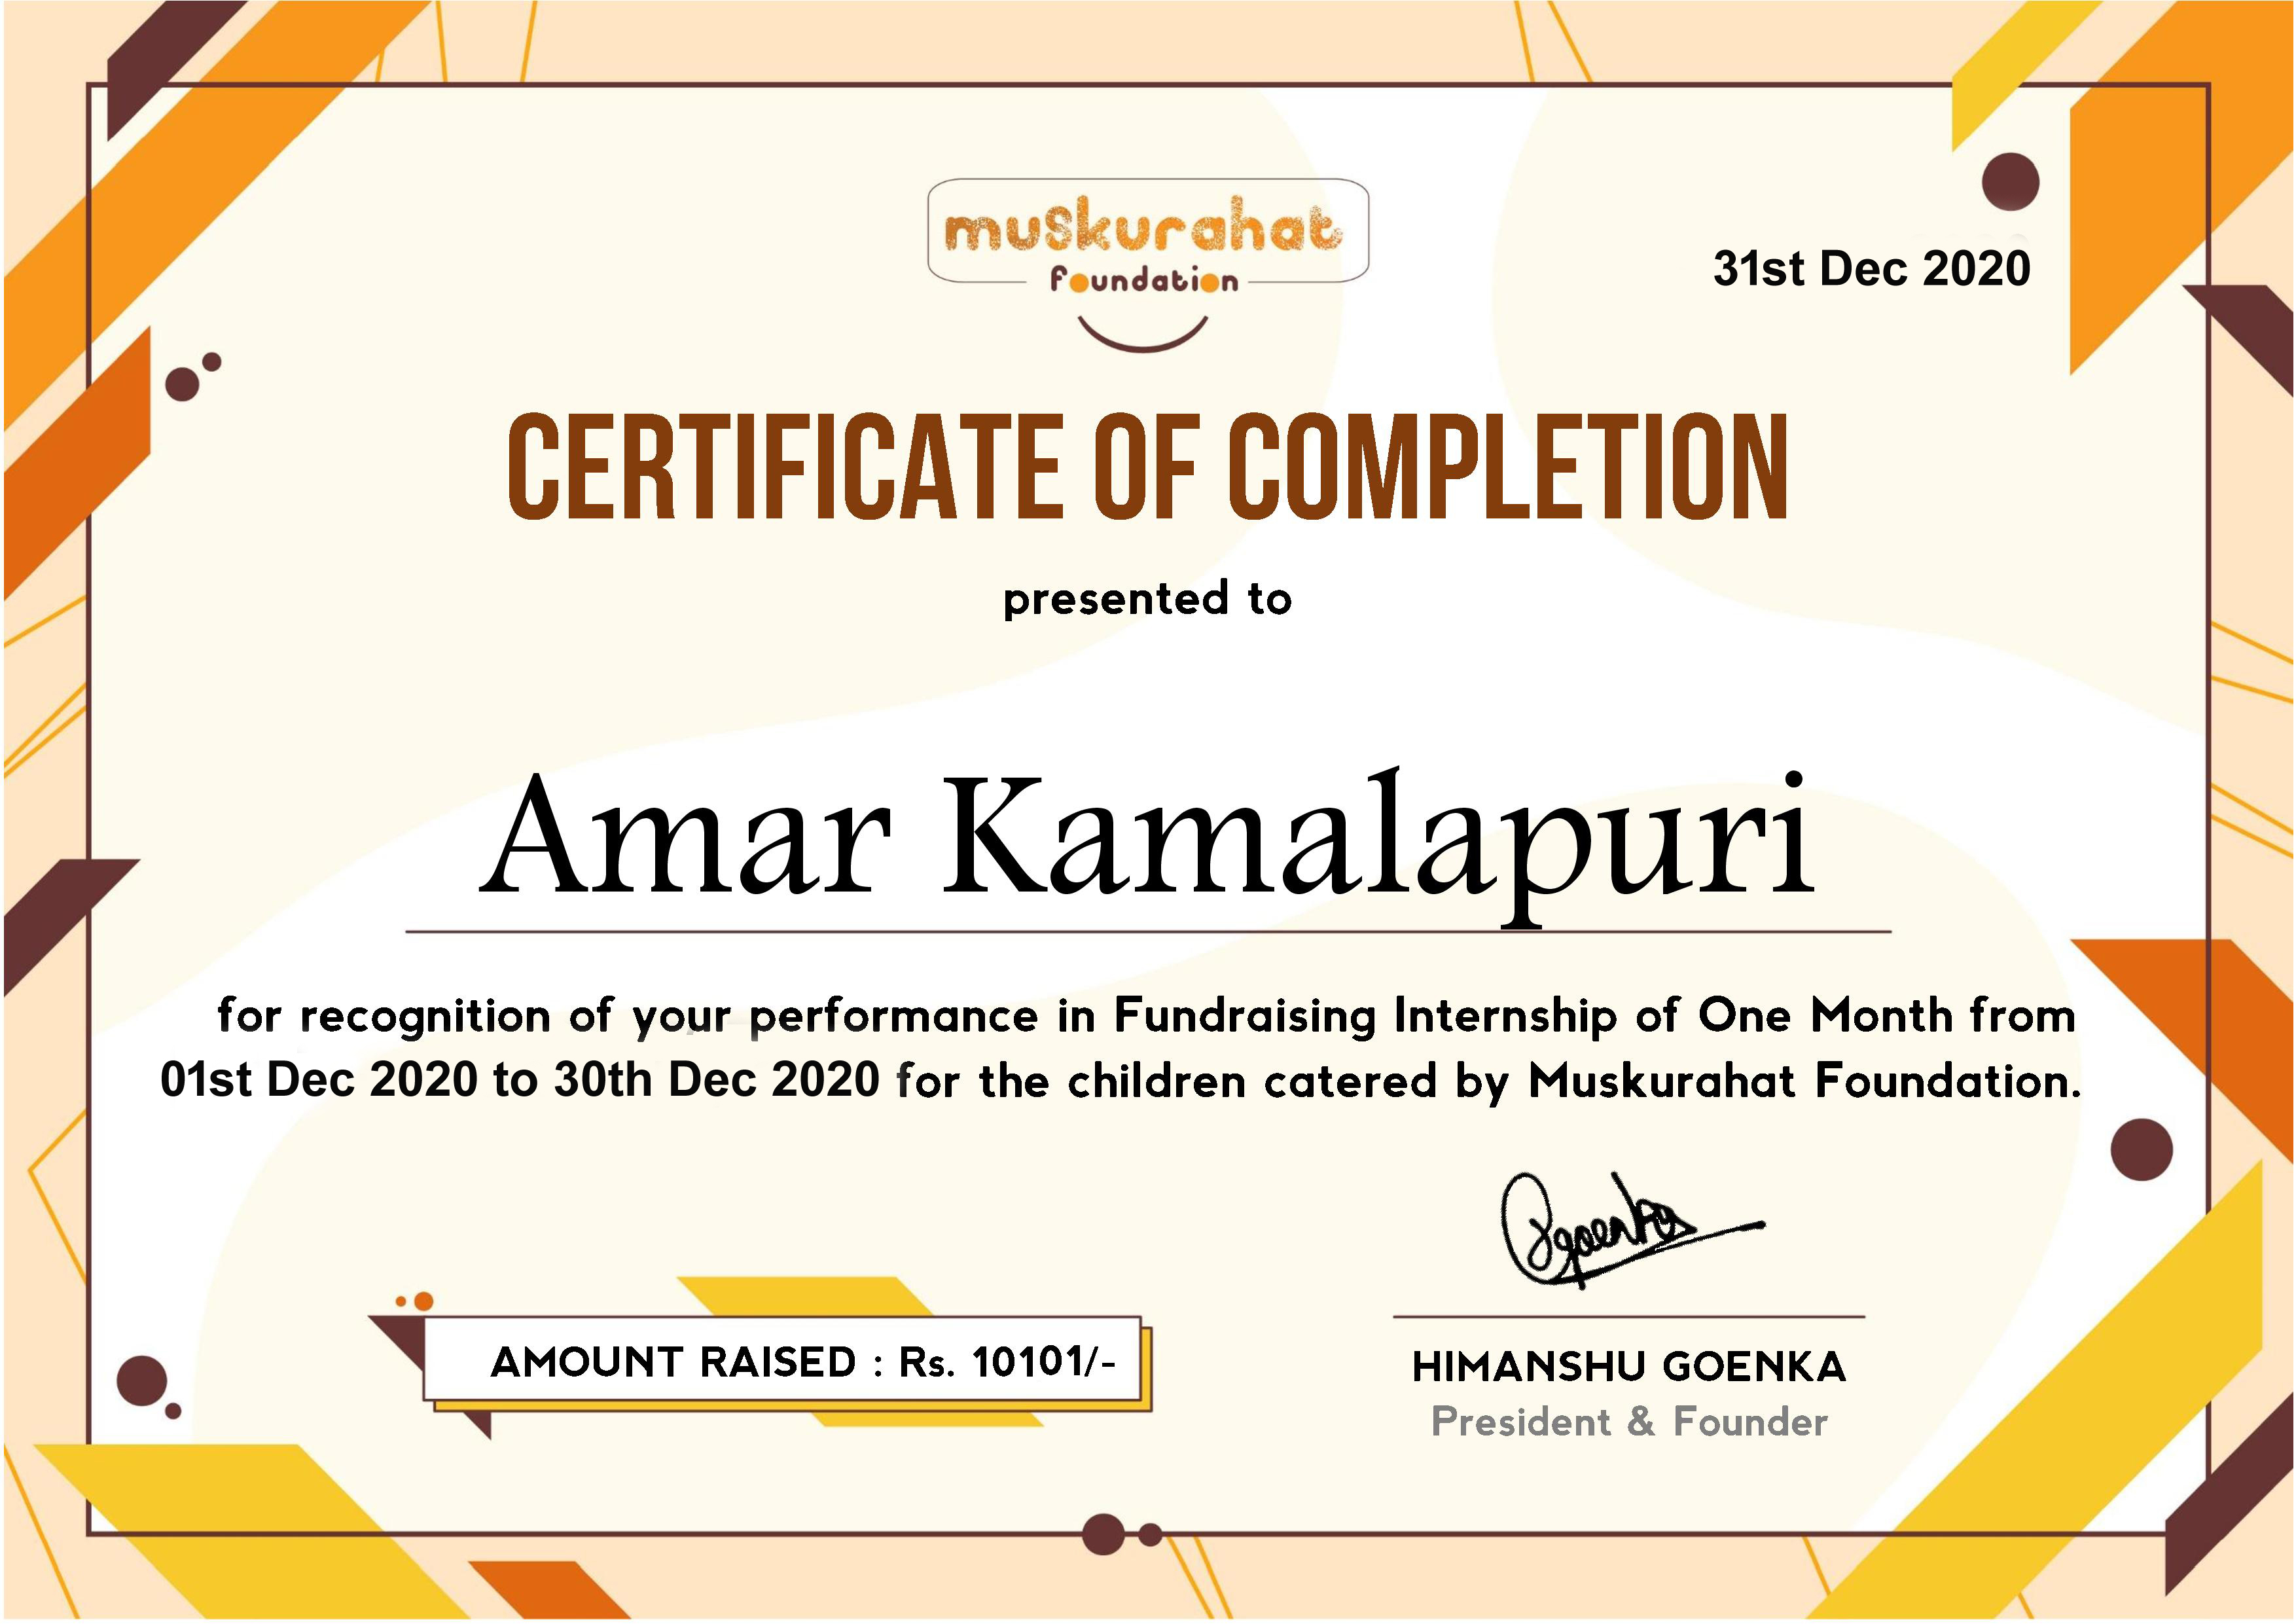 muskurahat
foundation
31st Dec 2020
CERTIFICATE OF COMPLETION
presented to
Amar Kamalapuri
for recognition of your performance in Fundraising Internship of One Month from
01st Dec 2020 to 30th Dec 2020 for the children catered by Muskurahat Foundation.
Goenka
AMOUNT RAISED : Rs. 10101/-
HIMANSHU GOENKA
President & Founder